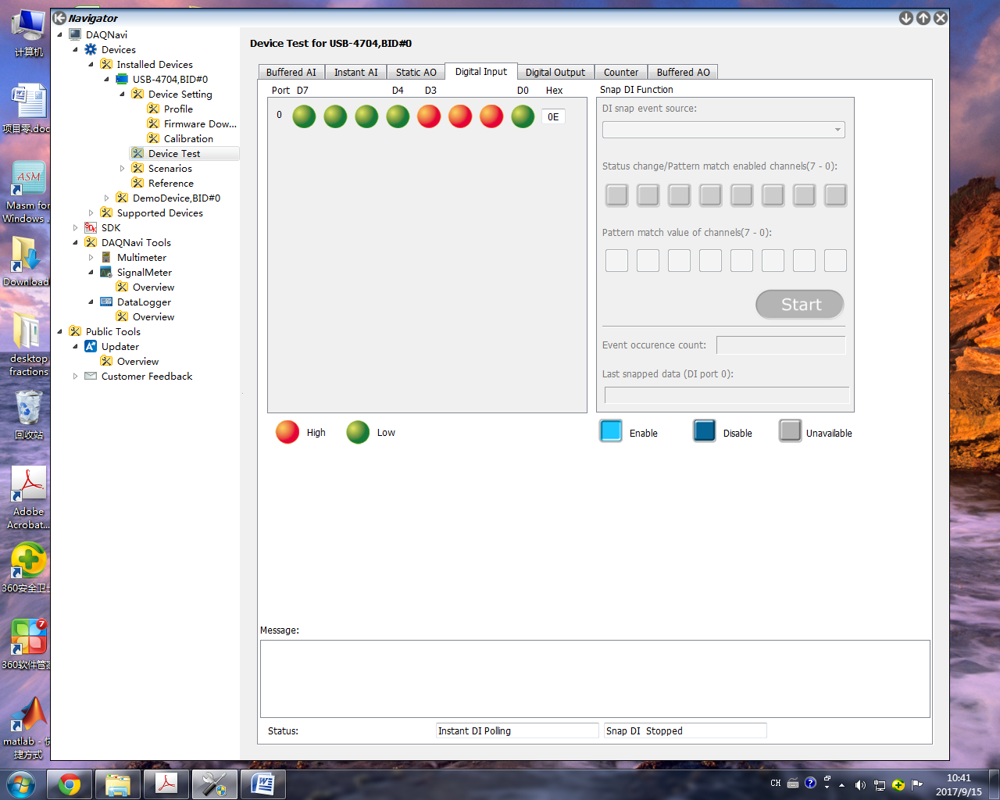 Navigator
计算机
项目零.doc
ASM
Masm for
Windows ...
Download
desktop
fractions
回收站
Adobe
Acrobat...
360安全卫士
7
360软件管家
matlab - 快
捷方式
DAQNavi
Devices
Installed Devices
USB-4704,BID#0
Device Setting
Profile
Firmware Dow...
Calibration
Device Test
Scenarios
Reference
DemoDevice,BID#0
Supported Devices
SDK
DAQNavi Tools
Multimeter
SignalMeter
Overview
DataLogger
Overview
Public Tools
Updater
Overview
Customer Feedback
Device Test for USB-4704,BID#0
Buffered AI Instant AI Static AO Digital Input Digital Output Counter Buffered AO
Port D7 D4 D3 D0 Hex
0 0E
High Low
Snap DI Function
DI snap event source:
Status change/Pattern match enabled channels(7 - 0):
Pattern match value of channels(7 - 0):
Start
Event occurence count:
Last snapped data (DI port 0):
Enable Disable Unavailable
Message:
Status: Instant DI Polling Snap DI Stopped
CH
10:41
2017/9/15